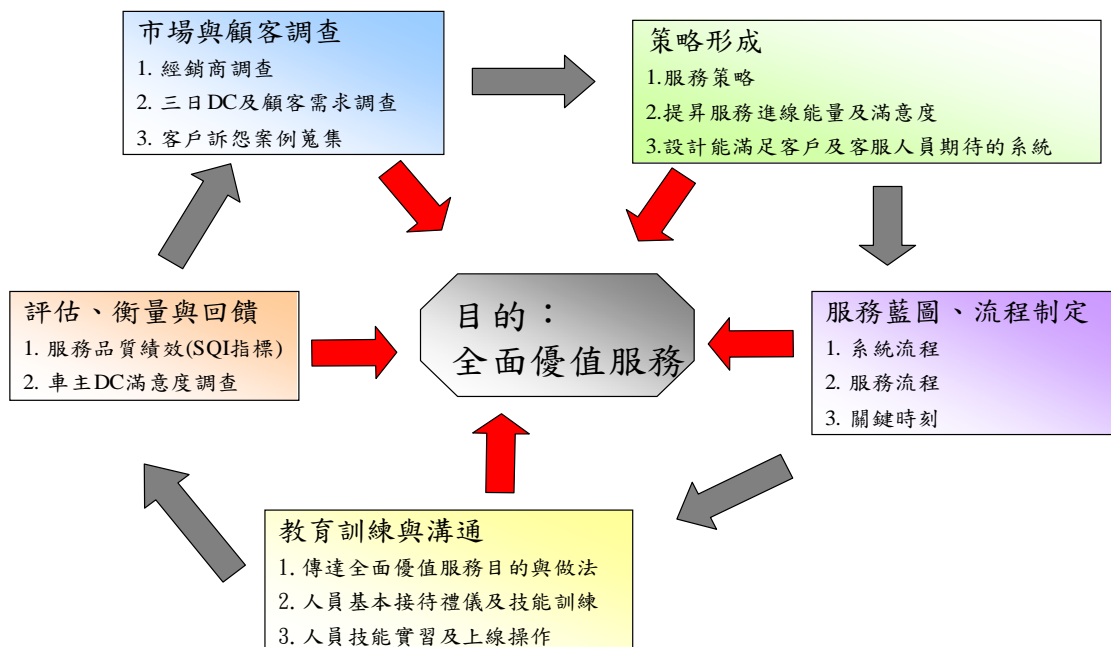 市場與顧客調查
1. 經銷商調查
2. 三日DC及顧客需求調查
3. 客戶訴怨案例蒐集
策略形成
1.服務策略
2.提昇服務進線能量及滿意度
3.設計能滿足客戶及客服人員期待的系統
評估、衡量與回饋
1. 服務品質績效(SQI指標)
2. 車主DC滿意度調查
目的：
全面優值服務
服務藍圖、流程制定
1. 系統流程
2. 服務流程
3. 關鍵時刻
教育訓練與溝通
1. 傳達全面優值服務目的與做法
2. 人員基本接待禮儀及技能訓練
3. 人員技能實習及上線操作